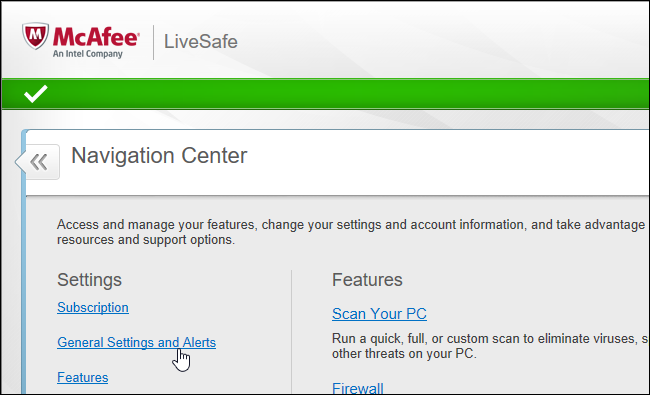 McAfee
An Intel Company
LiveSafe
Navigation Center
Access and manage your features, change your settings and account information, and take advantage
resources and support options.
Settings
Features
Subscription
Scan Your PC
General Settings and Alerts
Run a quick, full, or custom scan to eliminate viruses, s
other threats on your PC.
Features
Firewall